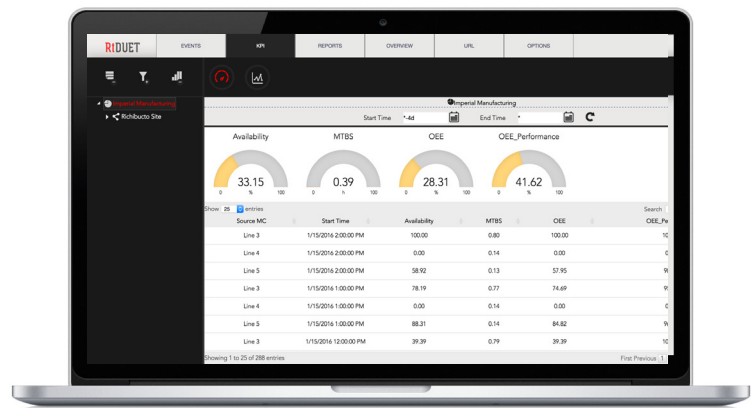 RtDUET EVENTS KPI REPORTS OVERVIEW URL OPTIONS
Imperial Manufacturing
Richibucto Site
Imperial Manufacturing
Start Time *-4d End Time *
Availability MTBS OEE OEE_Performance
33.15 0.39 28.31 41.62
0 % 100 0 h 100 0 % 100 0 % 100
Show 25 entries Search
Source MC Start Time Availability MTBS OEE OEE_Pe
Line 3 1/15/2016 2:00:00 PM 100.00 0.80 100.00 10
Line 4 1/15/2016 2:00:00 PM 0.00 0.14 0.00 0
Line 5 1/15/2016 2:00:00 PM 58.92 0.13 57.95
Line 3 1/15/2016 1:00:00 PM 78.19 0.77 74.69
Line 4 1/15/2016 1:00:00 PM 0.00 0.14 0.00 0
Line 5 1/15/2016 1:00:00 PM 88.31 0.14 84.82
Line 3 1/15/2016 12:00:00 PM 39.39 0.79 39.39 10
Showing 1 to 25 of 288 entries First Previous 1